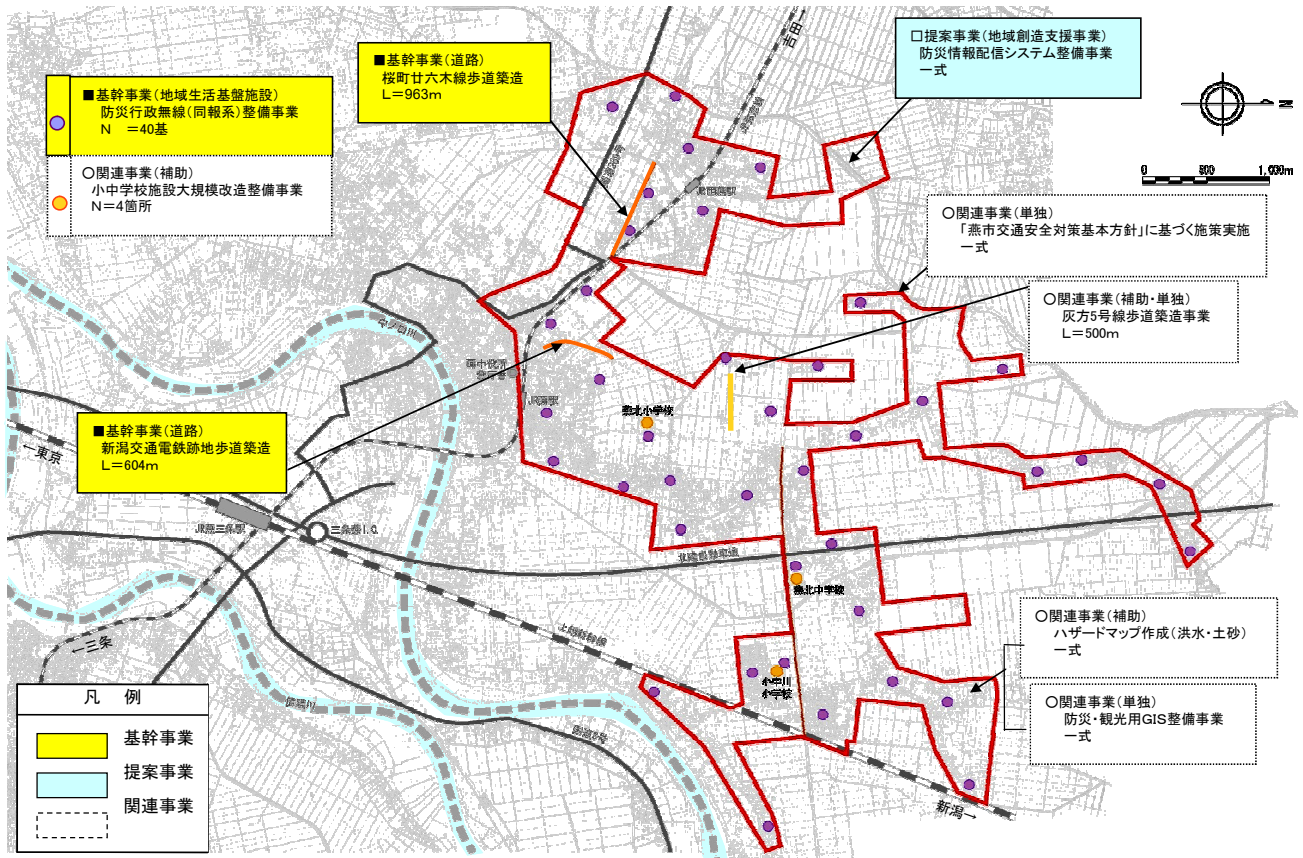 ■基幹事業(地域生活基盤施設)
防災行政無線(同報系)整備事業
N =40基
○関連事業(補助)
小中学校施設大規模改造整備事業
N=4箇所
■基幹事業(道路)
桜町廿六木線歩道築造
L=963m
吉田→
□提案事業(地域創造支援事業)
防災情報配信システム整備事業
一式
N
0 500 1,000m
○関連事業(単独)
「燕市交通安全対策基本方針」に基づく施策実施
一式
○関連事業(補助・単独)
灰方5号線歩道築造事業
L=500m
中ノ口川
JR燕駅
燕北小学校
■基幹事業(道路)
新潟交通電鉄跡地歩道築造
L=604m
←東京
JR燕三条駅
三条燕I.C.
北陸自動車道
燕北中学校
上越新幹線
←三条
小中川
小学校
○関連事業(補助)
ハザードマップ作成(洪水・土砂)
一式
○関連事業(単独)
防災・観光用GIS整備事業
一式
国道8号
新潟→
凡 例
基幹事業
提案事業
関連事業